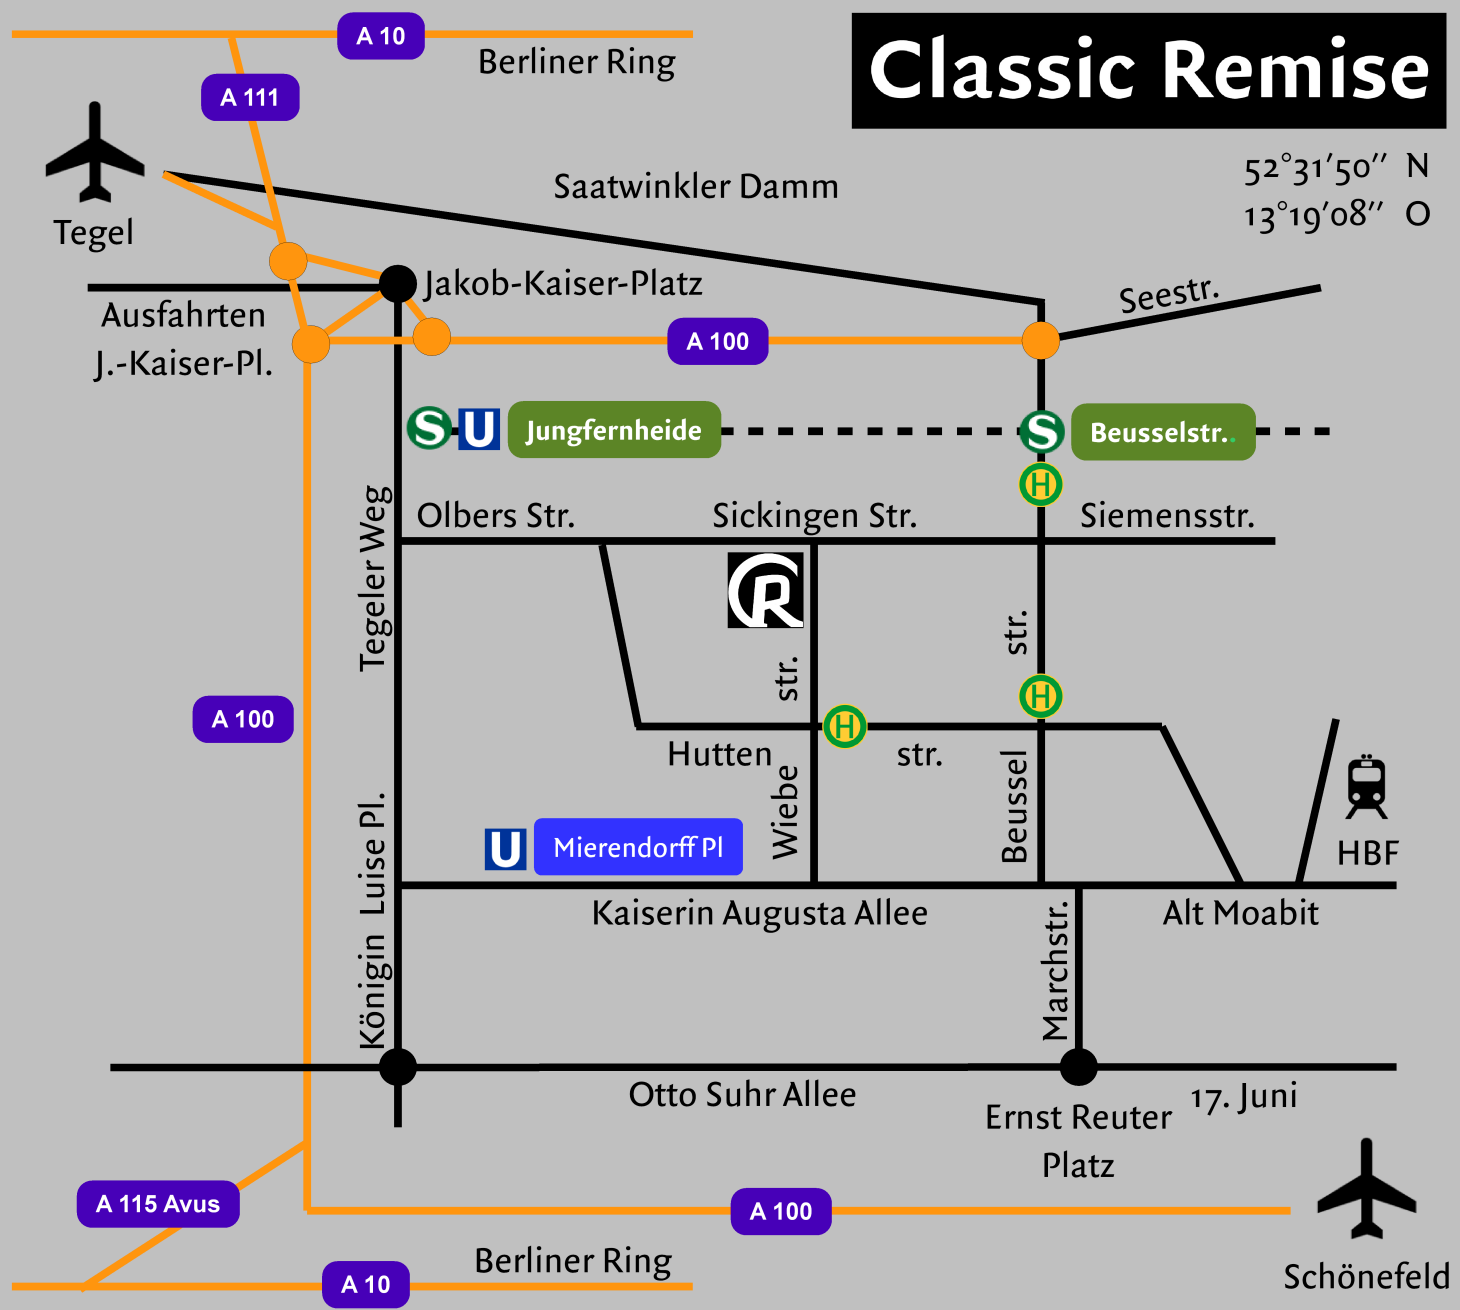 A 10
Berliner Ring
Classic Remise
A 111
52°31′50″ N
13°19′08″ O
Saatwinkler Damm
Tegel
Jakob-Kaiser-Platz
Seestr.
Ausfahrten
J.-Kaiser-Pl.
A 100
S U Jungfernheide
S Beusselstr..
H
Olbers Str.
Sickingen Str.
Siemensstr.
Tegeler Weg
R
str.
str.
H
A 100
H
Hutten
str.
Wiebe
Beussel
U Mierendorff Pl
HBF
Königin Luise Pl.
Kaiserin Augusta Allee
Alt Moabit
Marchstr.
Otto Suhr Allee
17. Juni
Ernst Reuter
Platz
A 115 Avus
A 100
Berliner Ring
A 10
Schönefeld